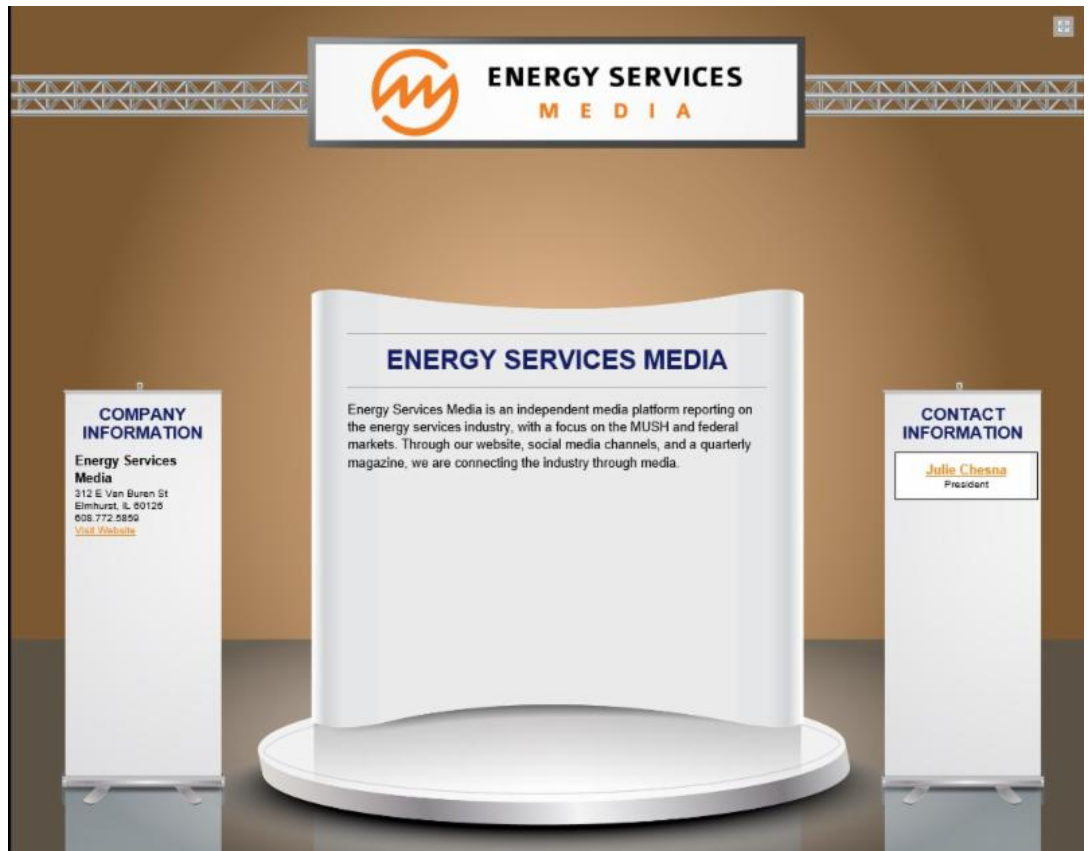 ENERGY SERVICES
MEDIA
ENERGY SERVICES MEDIA
Energy Services Media is an independent media platform reporting on
the energy services industry, with a focus on the MUSH and federal
markets. Through our website, social media channels, and a quarterly
magazine, we are connecting the industry through media.
COMPANY
INFORMATION
Energy Services
Media
312 E Van Buren St
Elmhurst, IL 60126
608.772.5859
Visit Website
CONTACT
INFORMATION
Julie Chesna
President